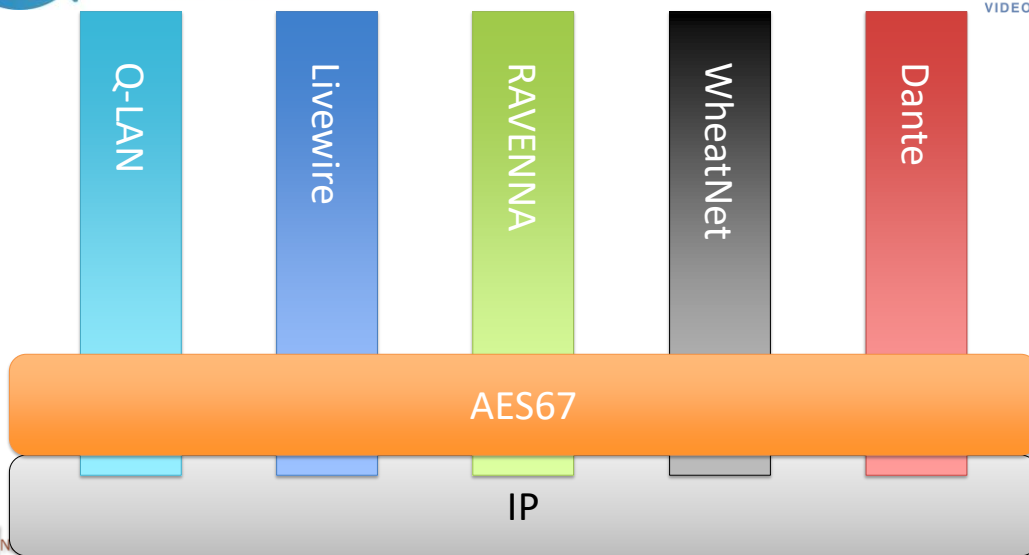 VIDEO
Q-LAN
Livewire
RAVENNA
WheatNet
Dante
AES67
IP
N